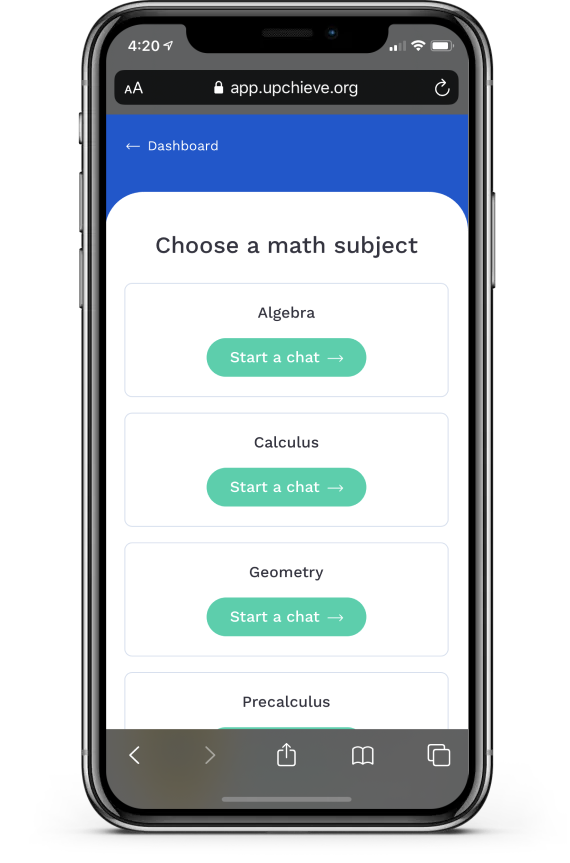 4:20
AA app.upchieve.org
← Dashboard
Choose a math subject
Algebra
Start a chat →
Calculus
Start a chat →
Geometry
Start a chat →
Precalculus